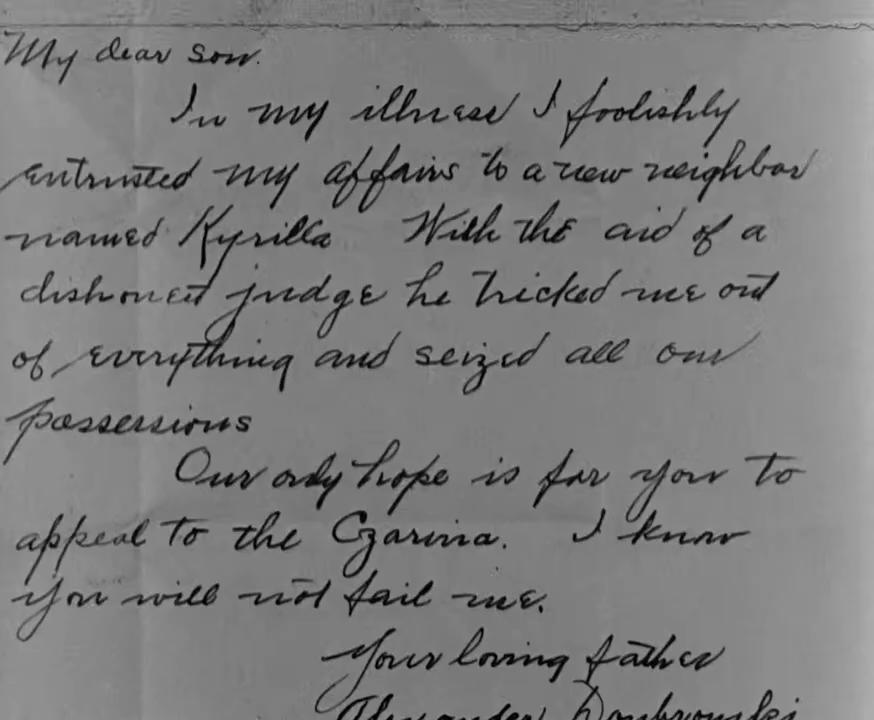 My dear son.
In my illness I foolishly
entrusted my affairs to a new neighbor
named Kyrilla With the aid of a
dishonest judge he tricked me out
of everything and seized all our
possessions
Our only hope is for you to
appeal to the Czarina. I know
you will not fail me.
Your loving father
Alexander Doubrowski